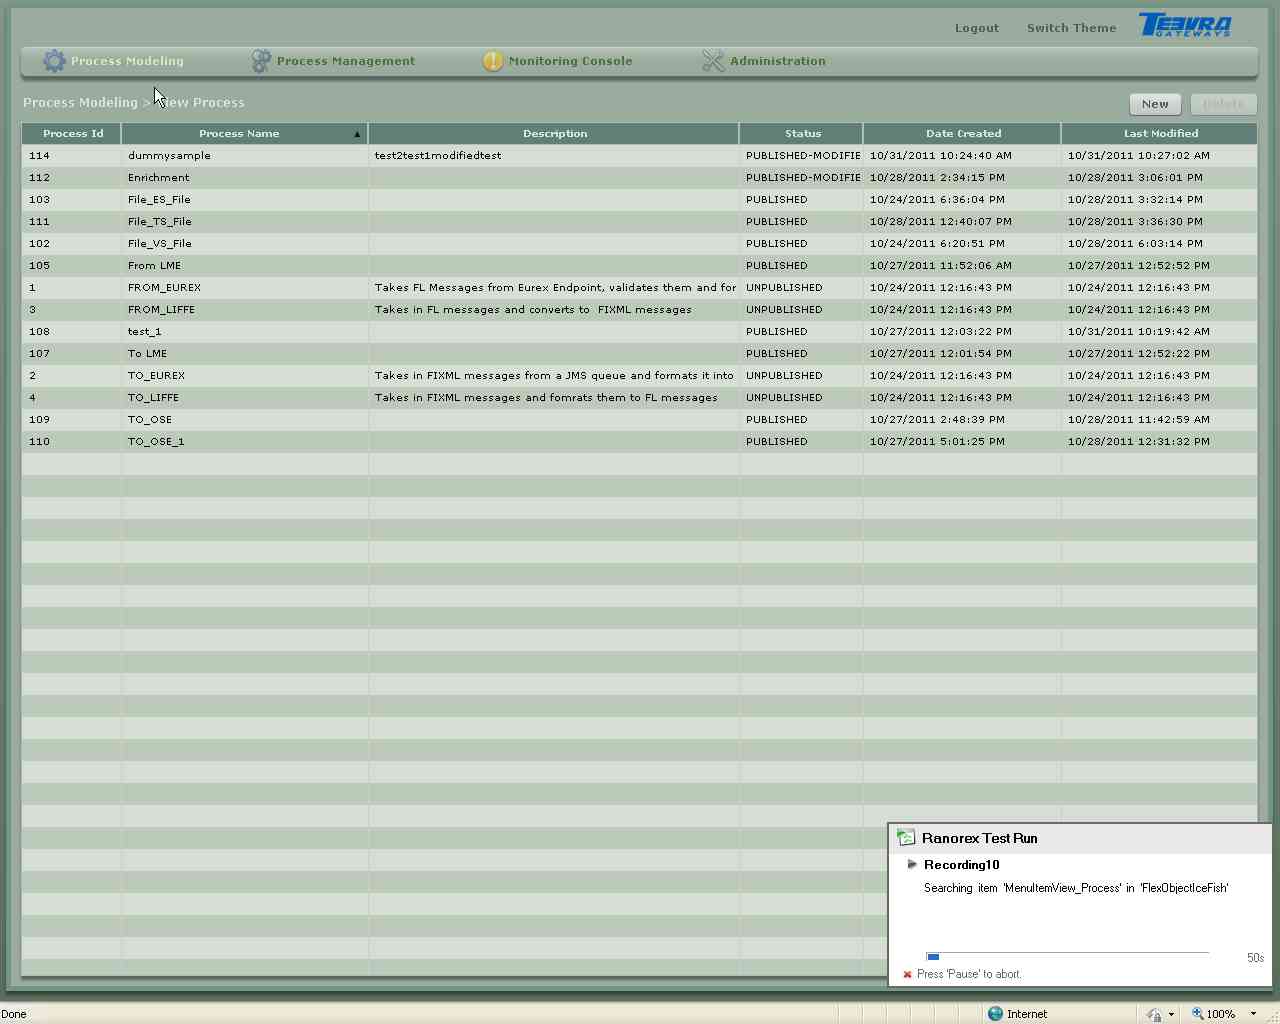 Logout Switch Theme TEEVRA GATEWAYS
Process Modeling Process Management Monitoring Console Administration
Process Modeling > View Process New Delete
Process Id Process Name Description Status Date Created Last Modified
114 dummysample test2test1modifiedtest PUBLISHED-MODIFIE 10/31/2011 10:24:40 AM 10/31/2011 10:27:02 AM
112 Enrichment PUBLISHED-MODIFIE 10/28/2011 2:34:15 PM 10/28/2011 3:06:01 PM
103 File_ES_File PUBLISHED 10/24/2011 6:36:04 PM 10/28/2011 3:32:14 PM
111 File_TS_File PUBLISHED 10/28/2011 12:40:07 PM 10/28/2011 3:36:30 PM
102 File_VS_File PUBLISHED 10/24/2011 6:20:51 PM 10/28/2011 6:03:14 PM
105 From LME PUBLISHED 10/27/2011 11:52:06 AM 10/27/2011 12:52:52 PM
1 FROM_EUREX Takes FL Messages from Eurex Endpoint, validates them and for UNPUBLISHED 10/24/2011 12:16:43 PM 10/24/2011 12:16:43 PM
3 FROM_LIFFE Takes in FL messages and converts to FIXML messages UNPUBLISHED 10/24/2011 12:16:43 PM 10/24/2011 12:16:43 PM
108 test_1 PUBLISHED 10/27/2011 12:03:22 PM 10/31/2011 10:19:42 AM
107 To LME PUBLISHED 10/27/2011 12:01:54 PM 10/27/2011 12:52:22 PM
2 TO_EUREX Takes in FIXML messages from a JMS queue and formats it into UNPUBLISHED 10/24/2011 12:16:43 PM 10/24/2011 12:16:43 PM
4 TO_LIFFE Takes in FIXML messages and fomrats them to FL messages UNPUBLISHED 10/24/2011 12:16:43 PM 10/24/2011 12:16:43 PM
109 TO_OSE PUBLISHED 10/27/2011 2:48:39 PM 10/28/2011 11:42:59 AM
110 TO_OSE_1 PUBLISHED 10/27/2011 5:01:25 PM 10/28/2011 12:31:32 PM
Ranorex Test Run
Recording10
Searching item 'MenuItemView_Process' in 'FlexObjectIceFish'
50s
Press 'Pause' to abort.
Done Internet 100%